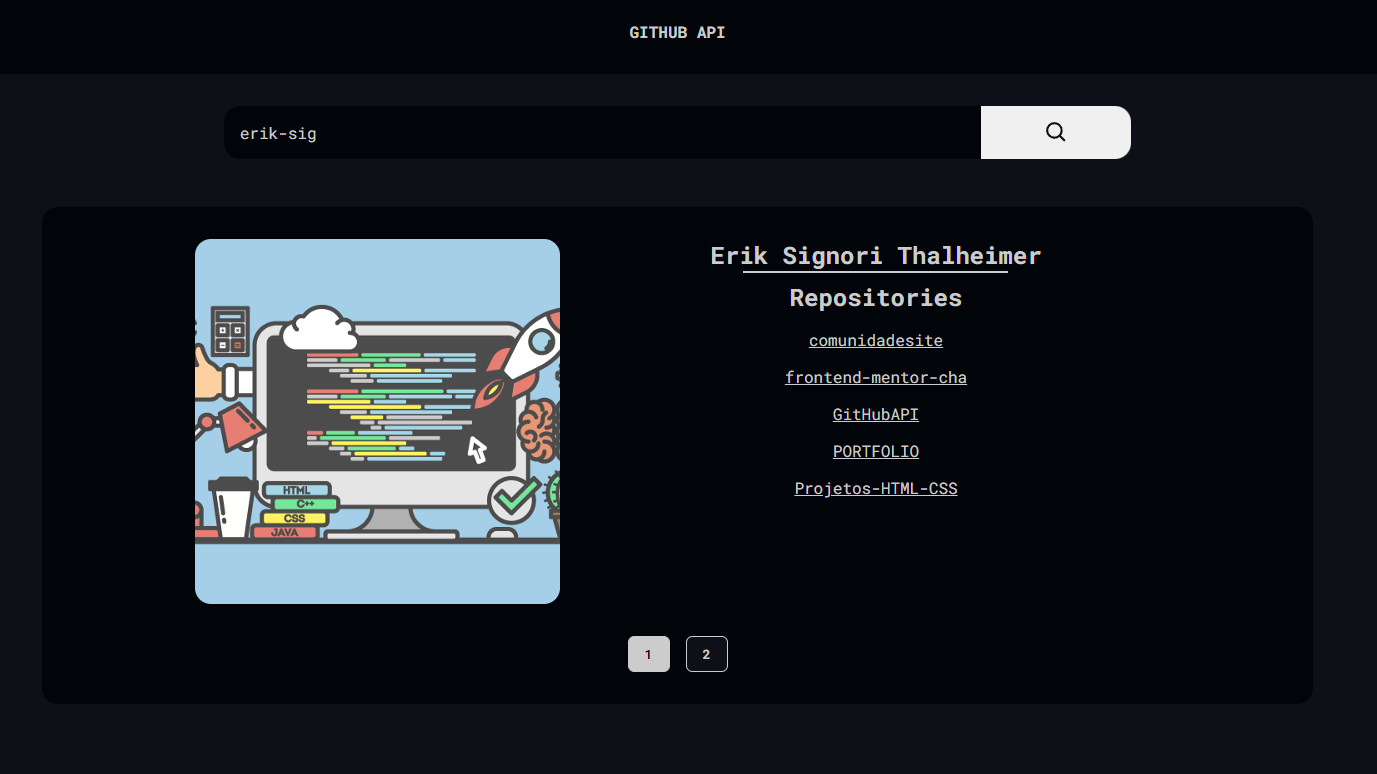 GITHUB API
erik-sig
Erik Signori Thalheimer
Repositories
comunidadesite
frontend-mentor-cha
GitHubAPI
PORTFOLIO
Projetos-HTML-CSS
HTML
C++
CSS
JAVA
1
2